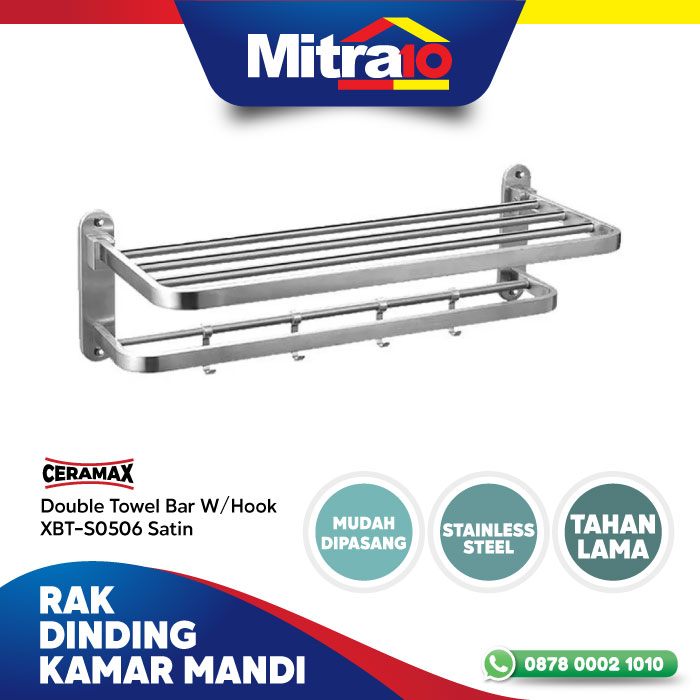 Mitra10
CERAMAX
Double Towel Bar W/Hook
XBT-S0506 Satin
MUDAH
DIPASANG
STAINLESS
STEEL
TAHAN
LAMA
RAK
DINDING
KAMAR MANDI
0878 0002 1010